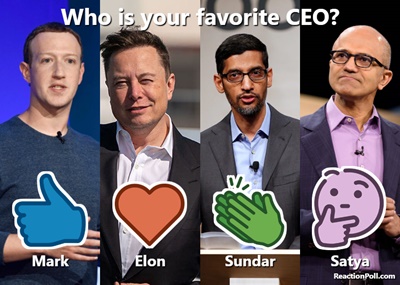 Who is your favorite CEO?
Mark
Elon
Sundar
Satya
ReactionPoll.com